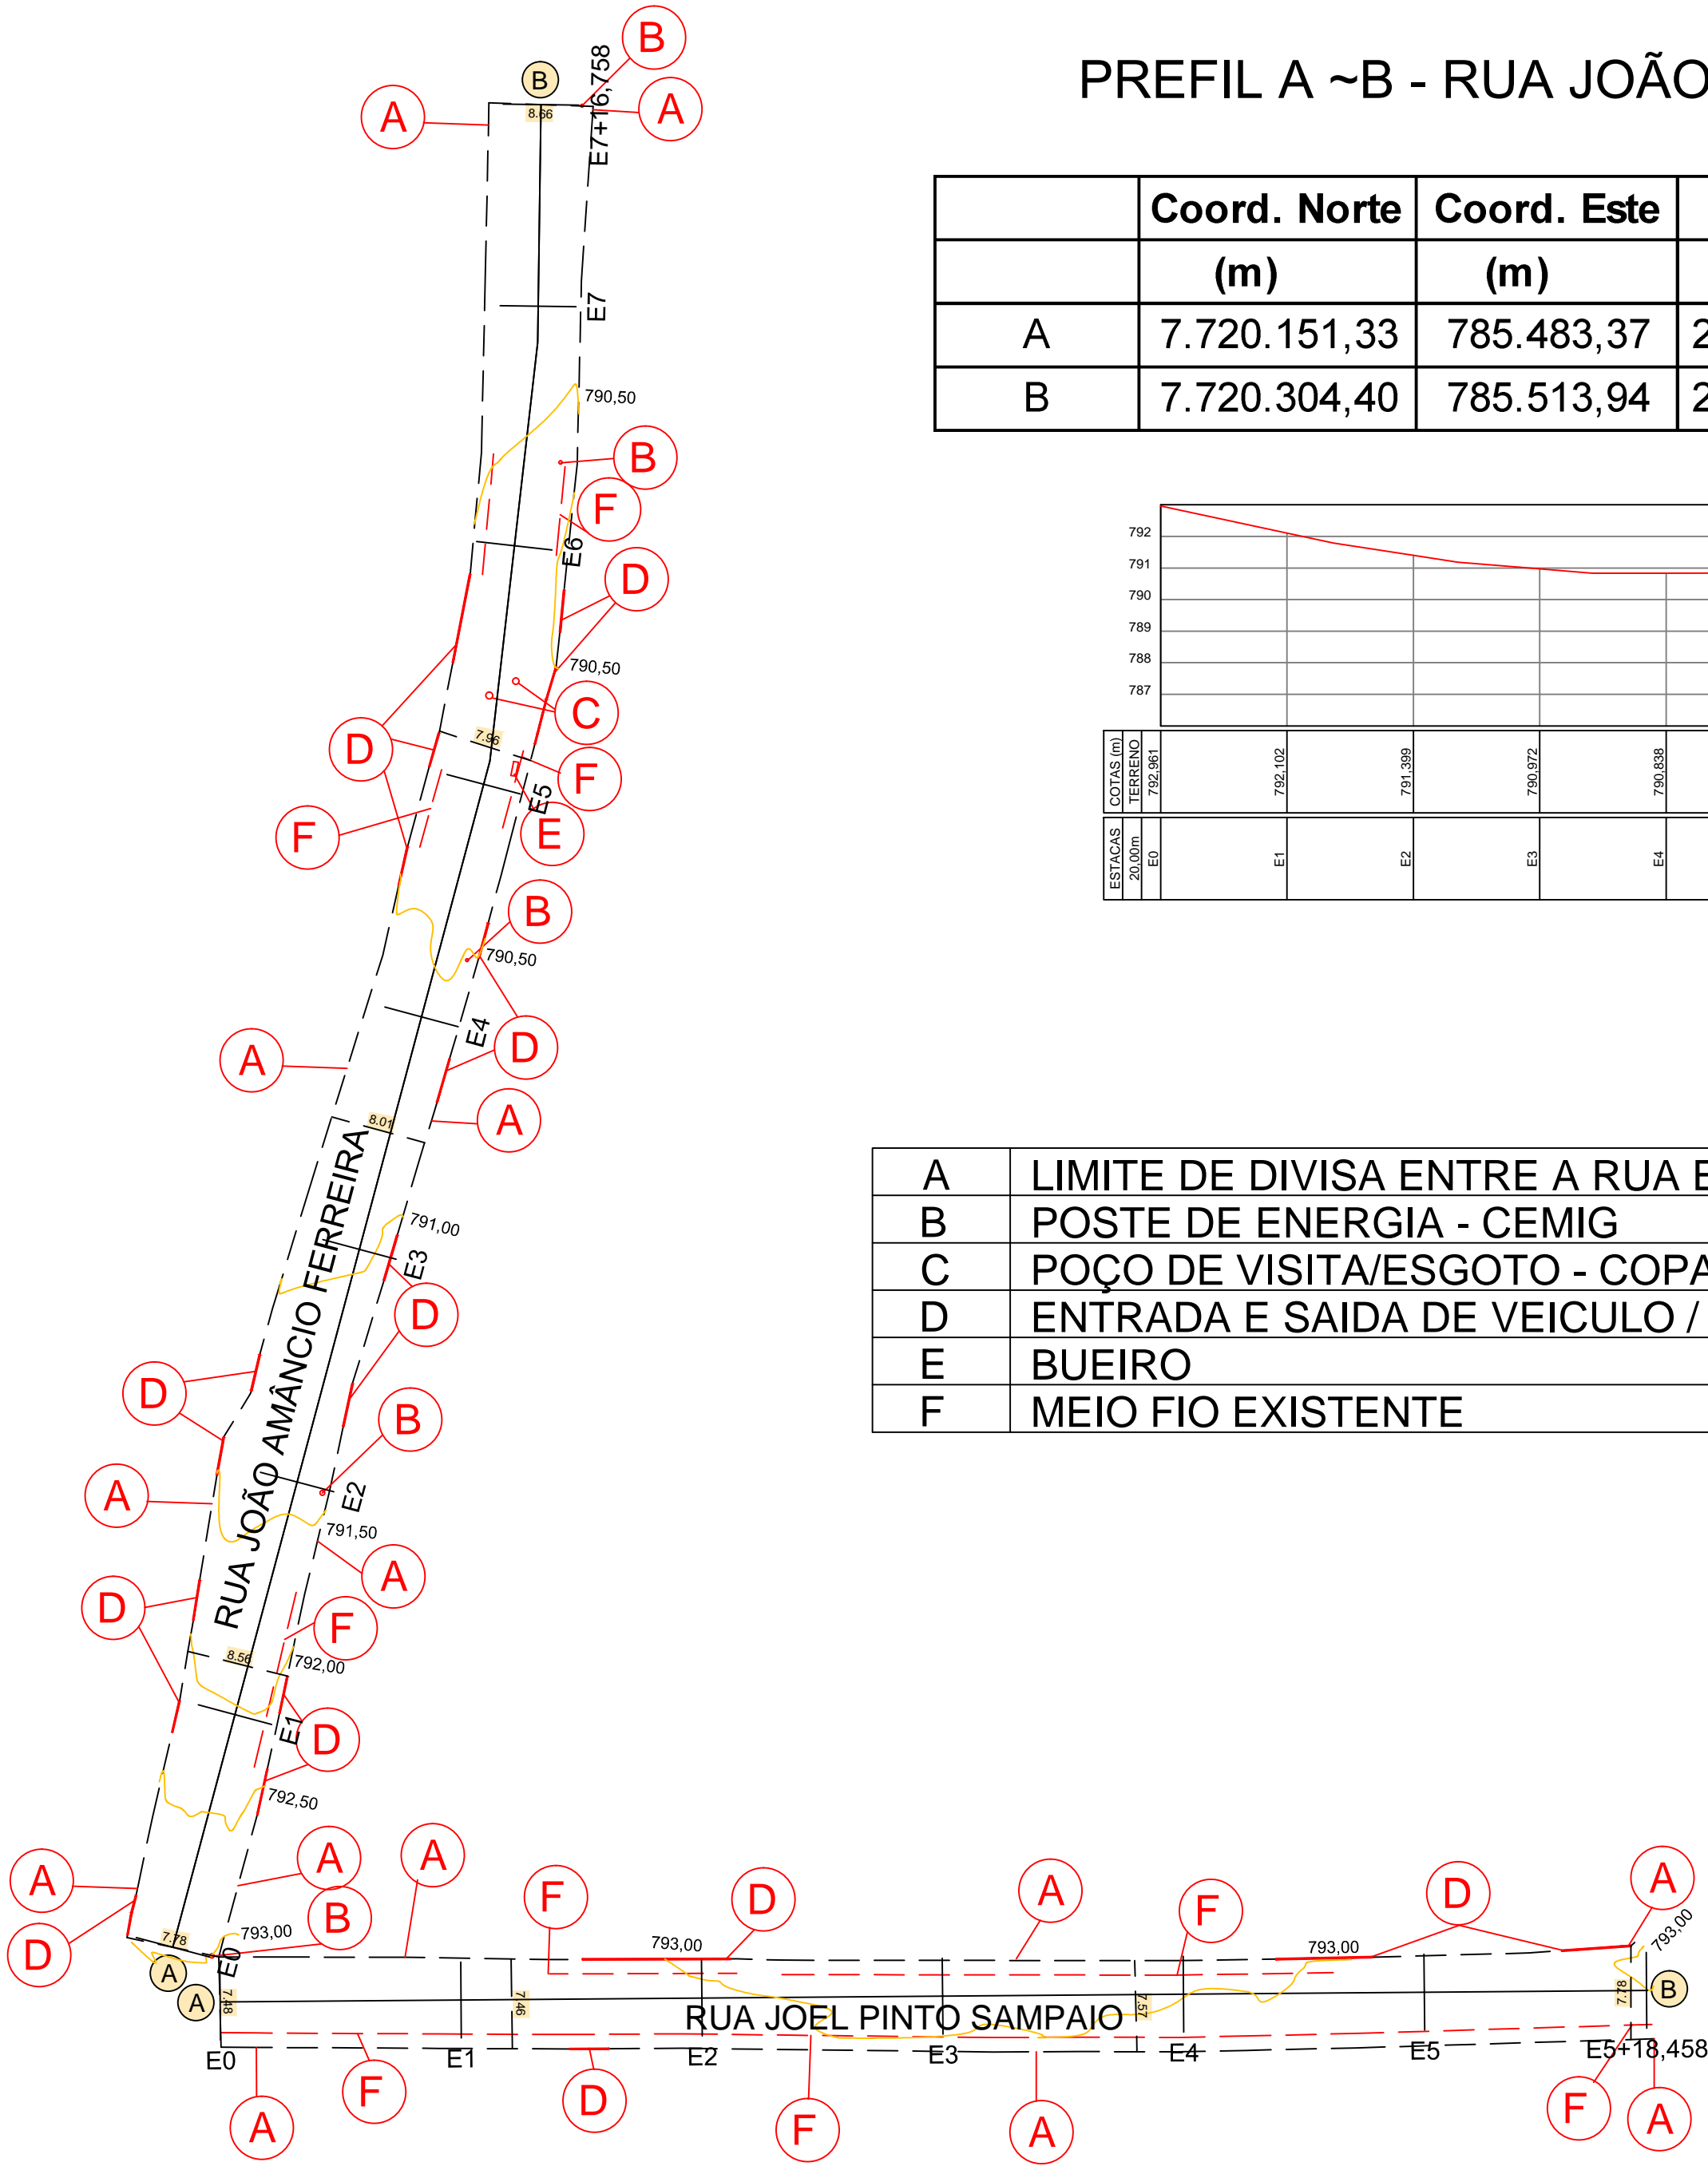 PREFIL A ~B - RUA JOÃO
Coord. Norte Coord. Este
(m) (m)
A 7.720.151,33 785.483,37 2
B 7.720.304,40 785.513,94 2
792
791
790
789
788
787
COTAS (m)
TERRENO
792,961 792,102 791,399 790,972 790,838
ESTACAS
20,00m
E0 E1 E2 E3 E4
A LIMITE DE DIVISA ENTRE A RUA E
B POSTE DE ENERGIA - CEMIG
C POÇO DE VISITA/ESGOTO - COPA
D ENTRADA E SAIDA DE VEICULO /
E BUEIRO
F MEIO FIO EXISTENTE
B
B
A
A
8.66
E7+16,758
E7
790,50
B
F
E6
D
790,50
C
D
7.96
F
E5
E
F
B
790,50
E4
D
A
A
8.01
791,00
E3
D
D
RUA JOÃO AMÂNCIO FERREIRA
B
A
E2
791,50
A
D
F
8.56
792,00
E1
D
792,50
A
A
A
B
D
7.78
793,00
E0
A
A
F
D
A
F
D
A
793,00
793,00
793,00
7.48
7.46
7.57
7.78
B
RUA JOEL PINTO SAMPAIO
E0 E1 E2 E3 E4 E5 E5+18,458
A
F
D
F
A
F
A